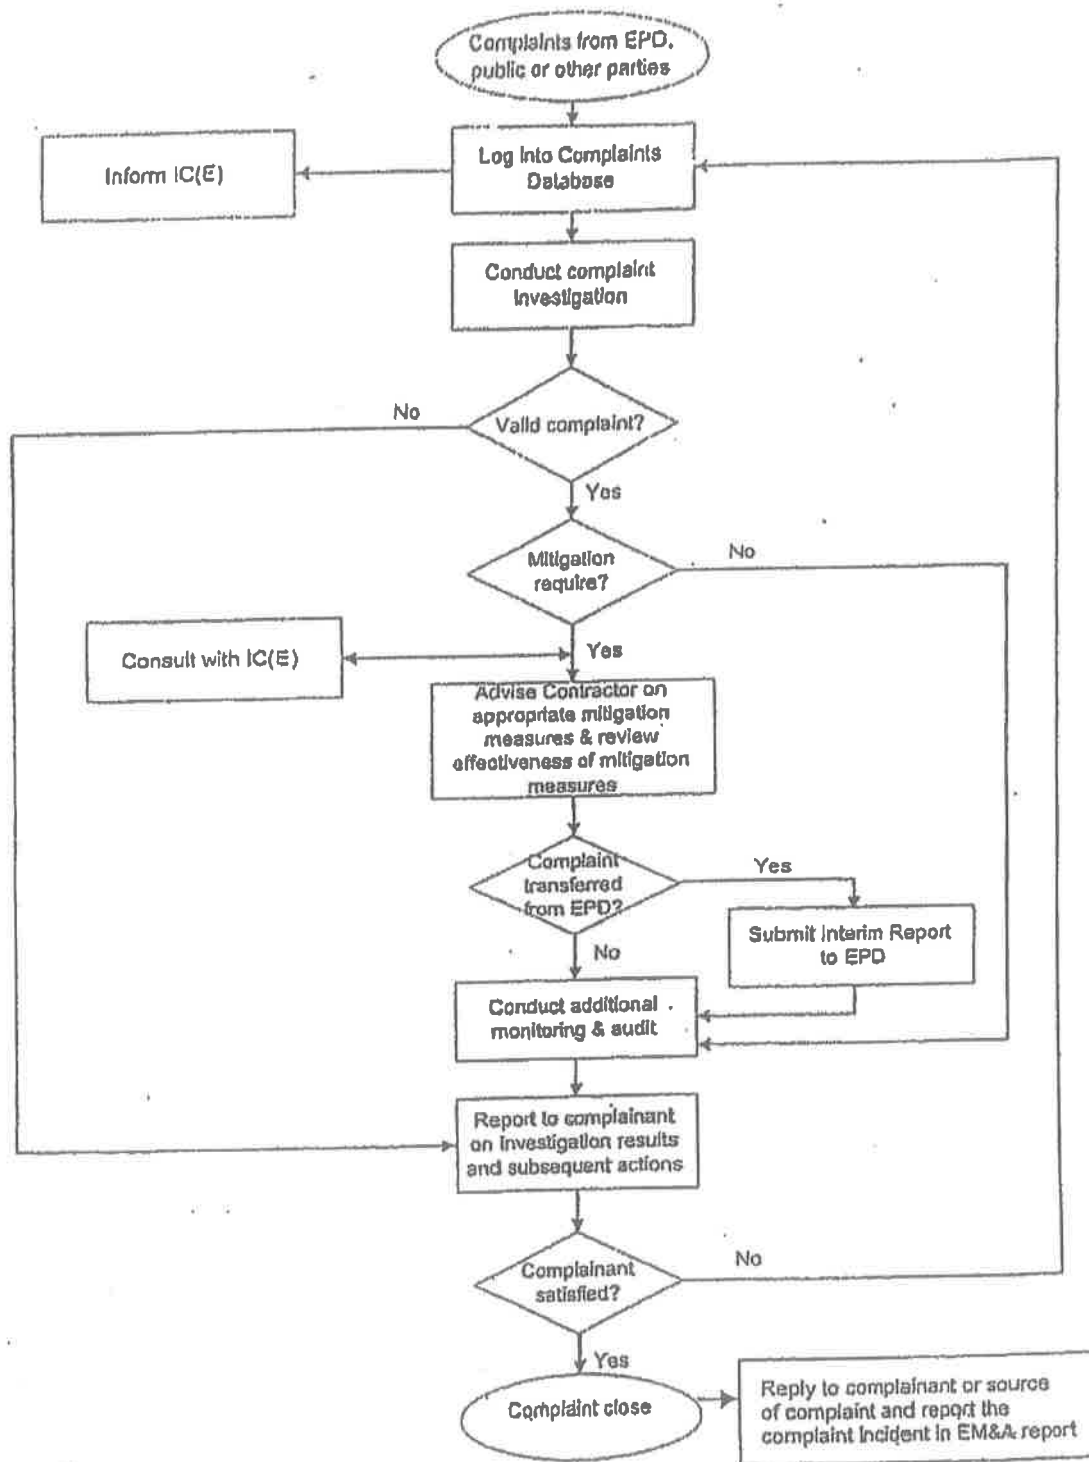 Complaints from EPD,
public or other parties
Log into Complaints
Database
Inform IC(E)
Conduct complaint
Investigation
No
Valid complaint?
Yes
Mitigation
require?
No
Yes
Consult with IC(E)
Advise Contractor on
appropriate mitigation
measures & review
effectiveness of mitigation
measures
Complaint
transferred
from EPD?
Yes
Submit Interim Report
to EPD
No
Conduct additional
monitoring & audit
Report to complainant
on investigation results
and subsequent actions
Complainant
satisfied?
No
Yes
Complaint close
Reply to complainant or source
of complaint and report the
complaint incident in EM&A report